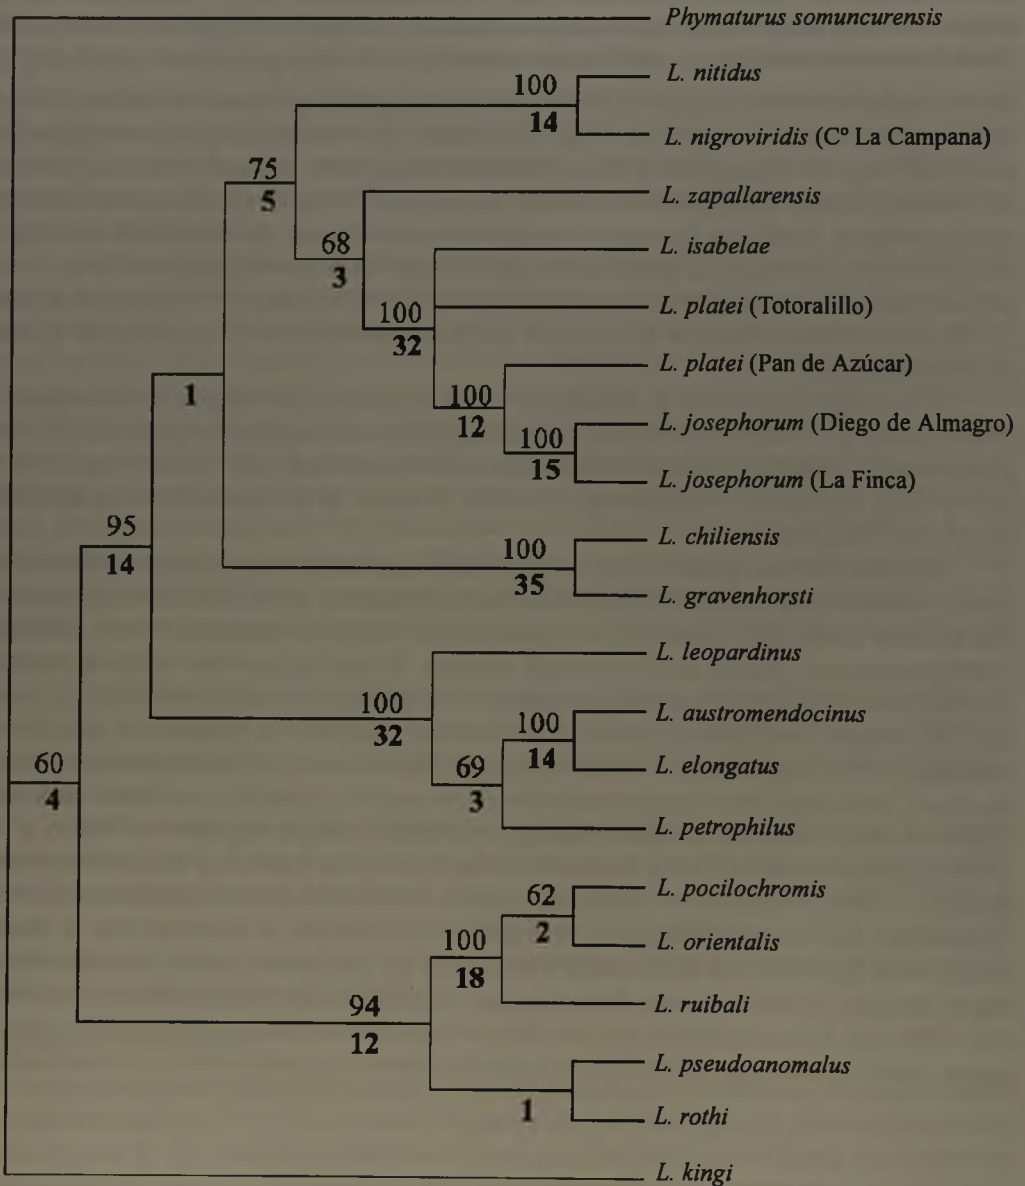 Phymaturus somuncurensis
L. nitidus
100
14
L. nigroviridis (Cº La Campana)
75
5
L. zapallarensis
68
3
L. isabelae
100
32
L. platei (Totoralillo)
L. platei (Pan de Azúcar)
100
12
1
L. josephorum (Diego de Almagro)
100
15
L. josephorum (La Finca)
95
14
L. chiliensis
100
35
L. gravenhorsti
L. leopardinus
100
32
L. austromendocinus
100
14
L. elongatus
69
3
60
4
L. petrophilus
L. pocilochromis
62
2
L. orientalis
100
18
L. ruibali
94
12
L. pseudoanomalus
1
L. rothi
L. kingi